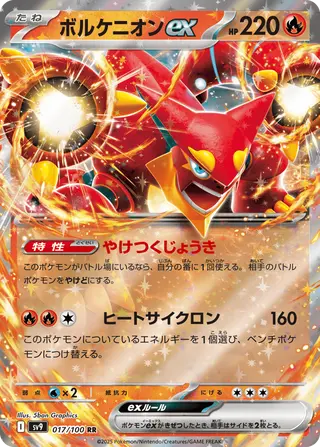 たね ボルケニオンex HP 220
特性 とくせい やけつくじょうき
このポケモンがバトル場にいるなら、自分の番に1回使える。相手のバトル
ポケモンをやけどにする。
ヒートサイクロン 160
このポケモンについているエネルギーを1個選び、ベンチポケ
モンにつけ替える。
Illus. 5ban Graphics
弱点 ×2 抵抗力 にげる
D sv9 017/100 RR
exルール
ポケモンexがきぜつしたとき、相手はサイドを2枚とる。
©2025 Pokémon/Nintendo/Creatures/GAME FREAK